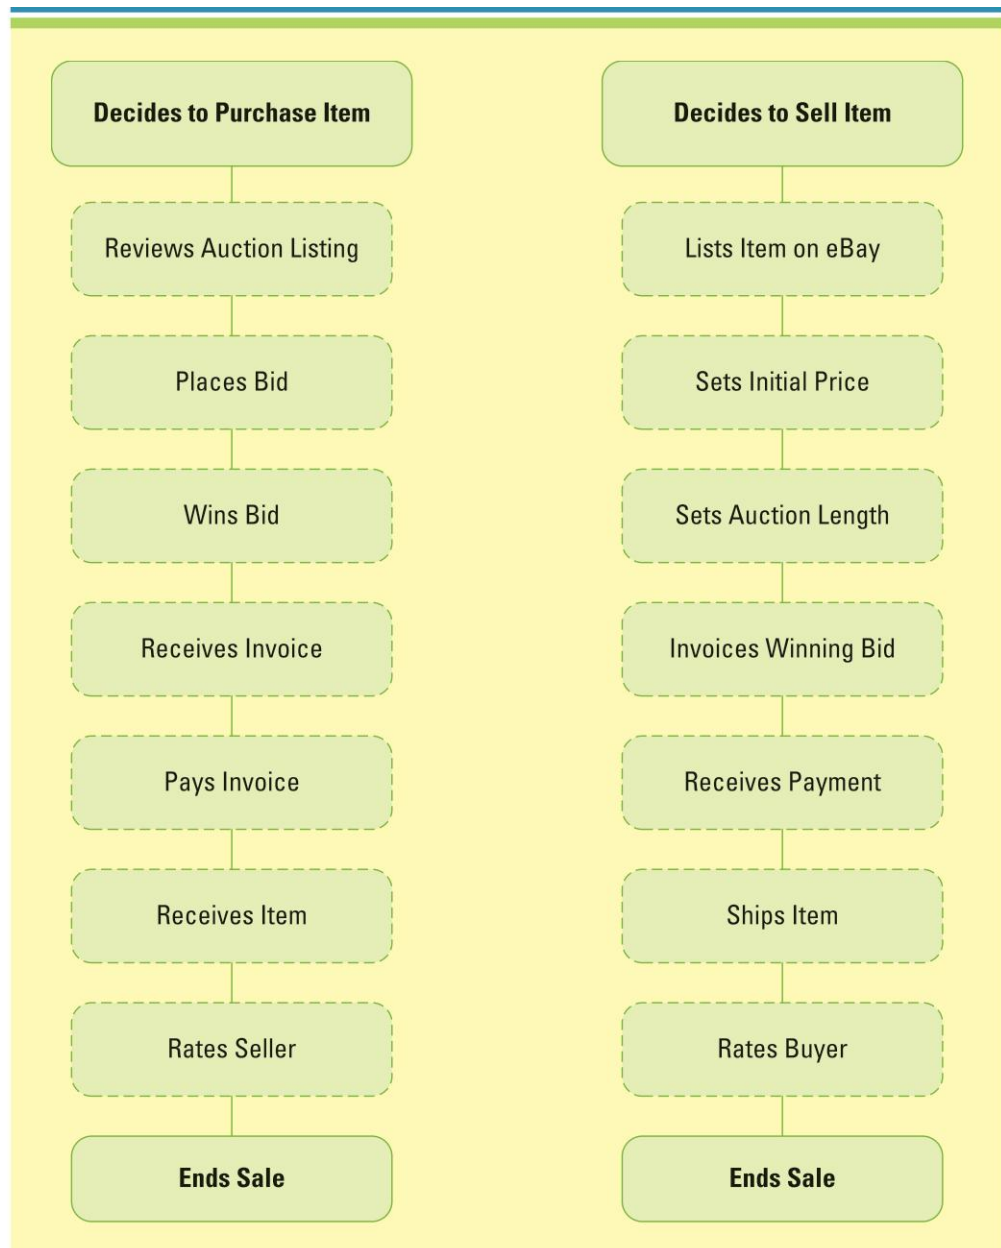 Decides to Purchase Item
Reviews Auction Listing
Places Bid
Wins Bid
Receives Invoice
Pays Invoice
Receives Item
Rates Seller
Ends Sale
Decides to Sell Item
Lists Item on eBay
Sets Initial Price
Sets Auction Length
Invoices Winning Bid
Receives Payment
Ships Item
Rates Buyer
Ends Sale